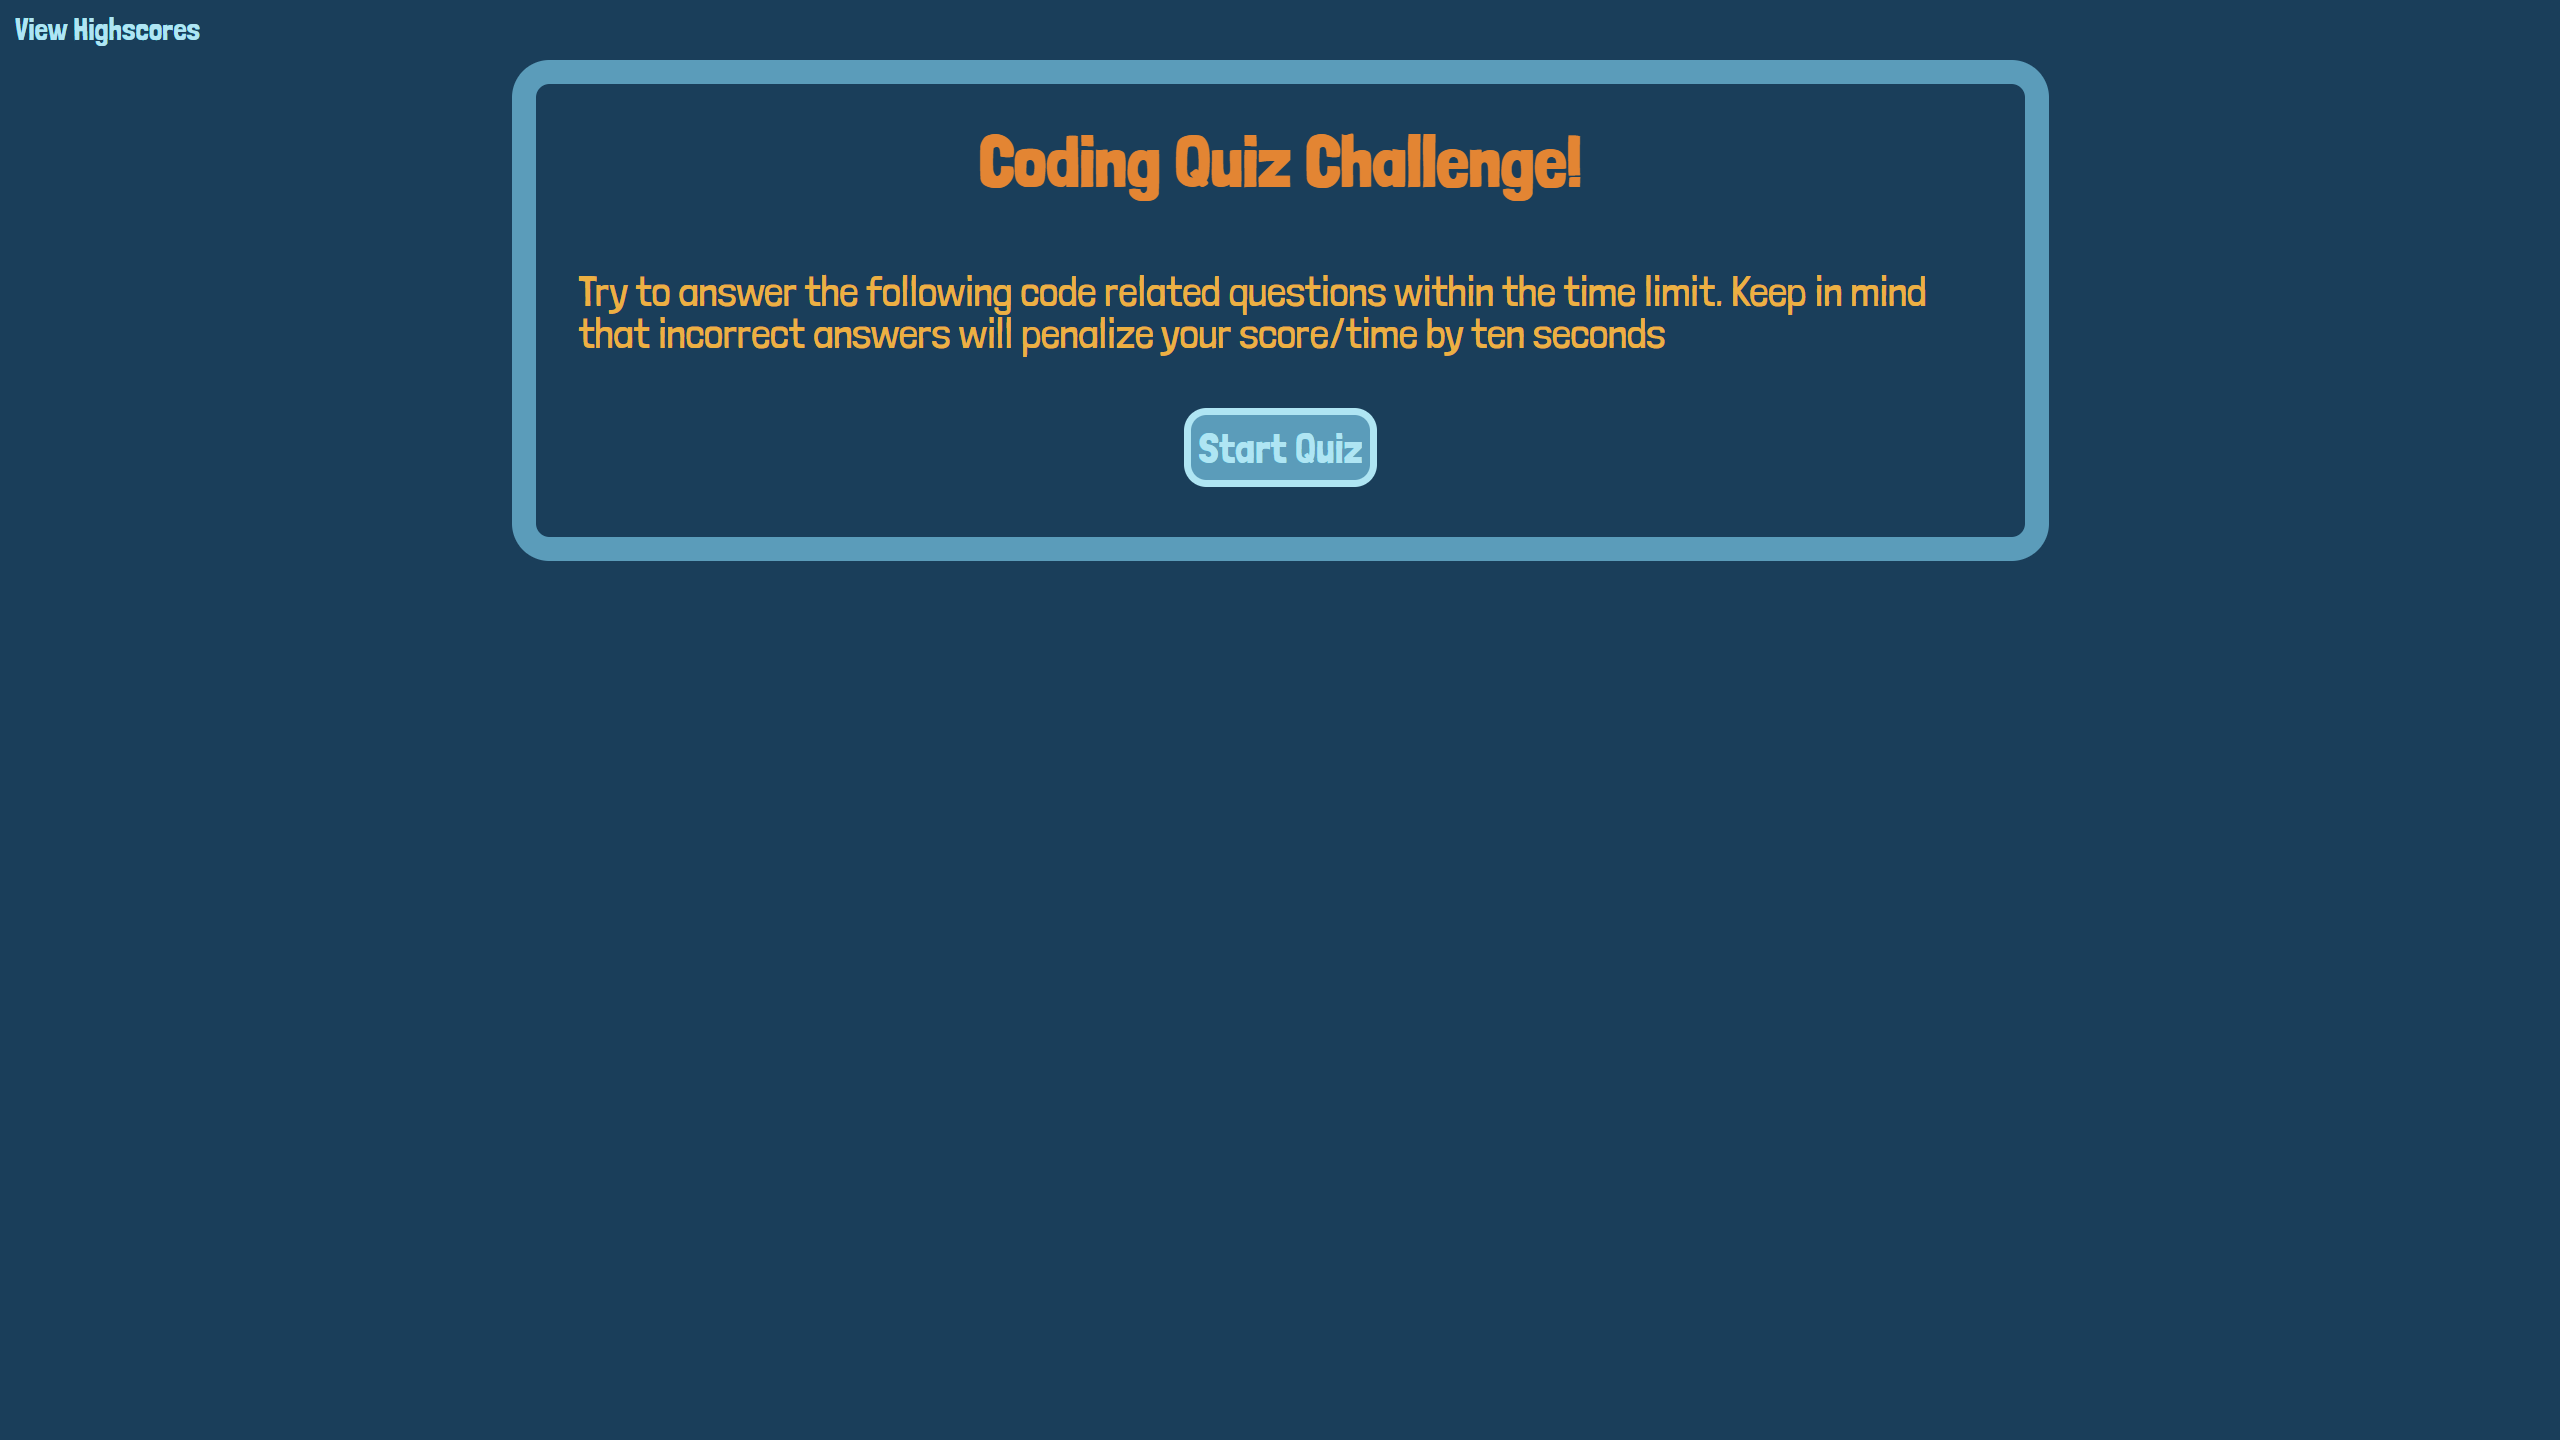 View Highscores
Coding Quiz Challenge!
Try to answer the following code related questions within the time limit. Keep in mind
that incorrect answers will penalize your score/time by ten seconds
Start Quiz